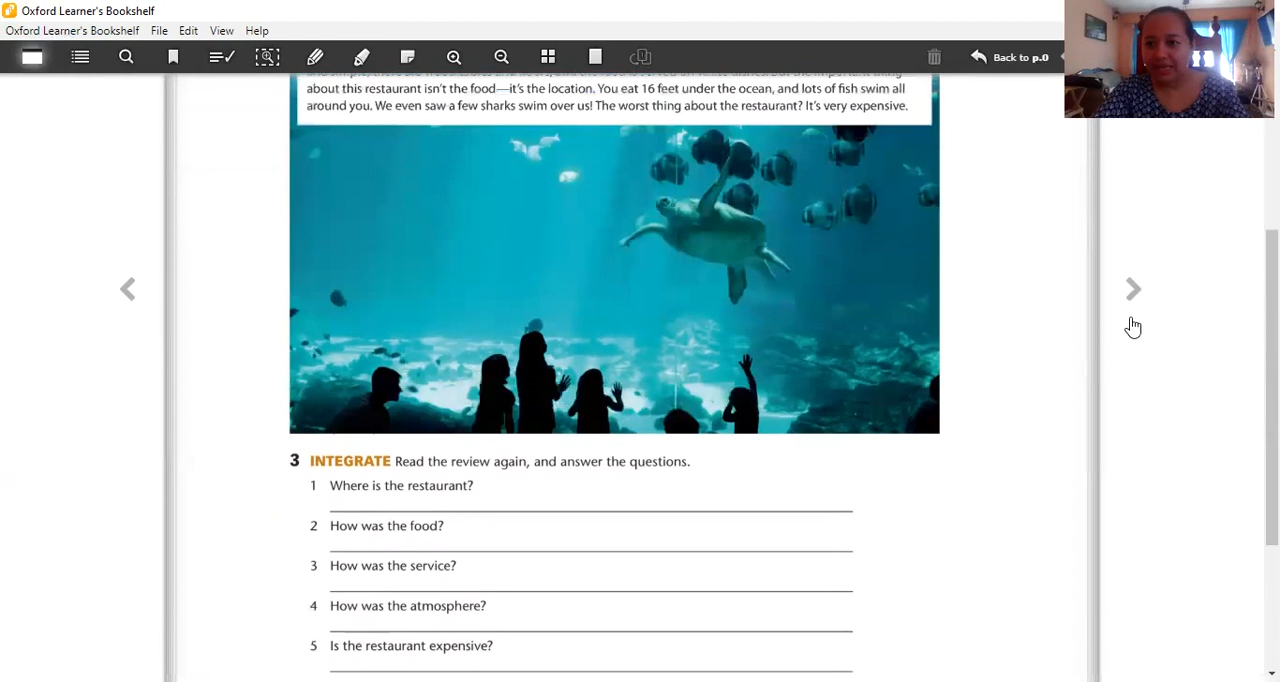 Oxford Learner's Bookshelf
Oxford Learner's Bookshelf File Edit View Help
Back to p.0
about this restaurant isn't the food—it's the location. You eat 16 feet under the ocean, and lots of fish swim all
around you. We even saw a few sharks swim over us! The worst thing about the restaurant? It's very expensive.
3 INTEGRATE Read the review again, and answer the questions.
1 Where is the restaurant?
2 How was the food?
3 How was the service?
4 How was the atmosphere?
5 Is the restaurant expensive?